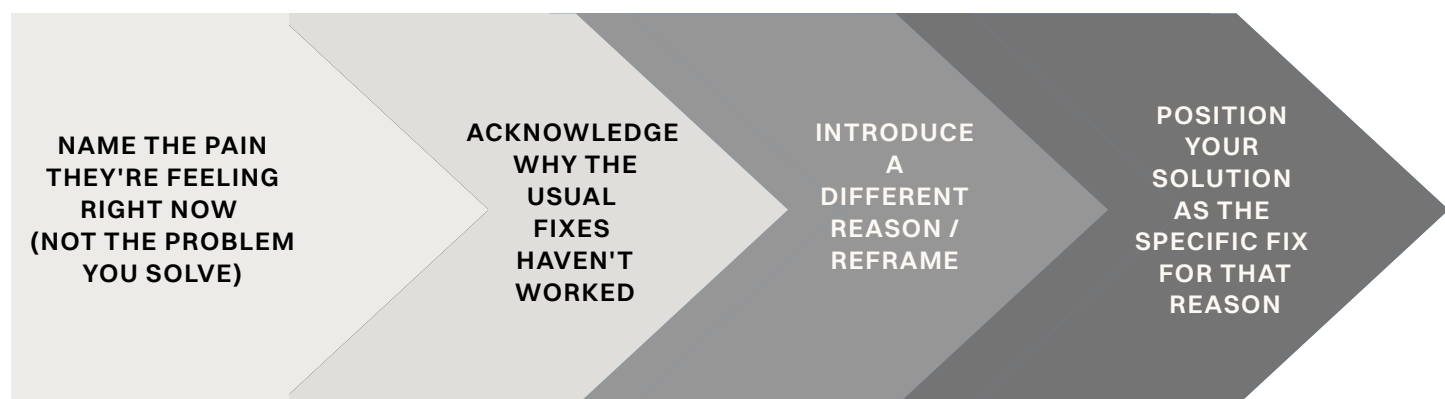 NAME THE PAIN
THEY'RE FEELING
RIGHT NOW
(NOT THE PROBLEM
YOU SOLVE)
ACKNOWLEDGE
WHY THE
USUAL
FIXES
HAVEN'T
WORKED
INTRODUCE
A
DIFFERENT
REASON /
REFRAME
POSITION
YOUR
SOLUTION
AS THE
SPECIFIC FIX
FOR THAT
REASON